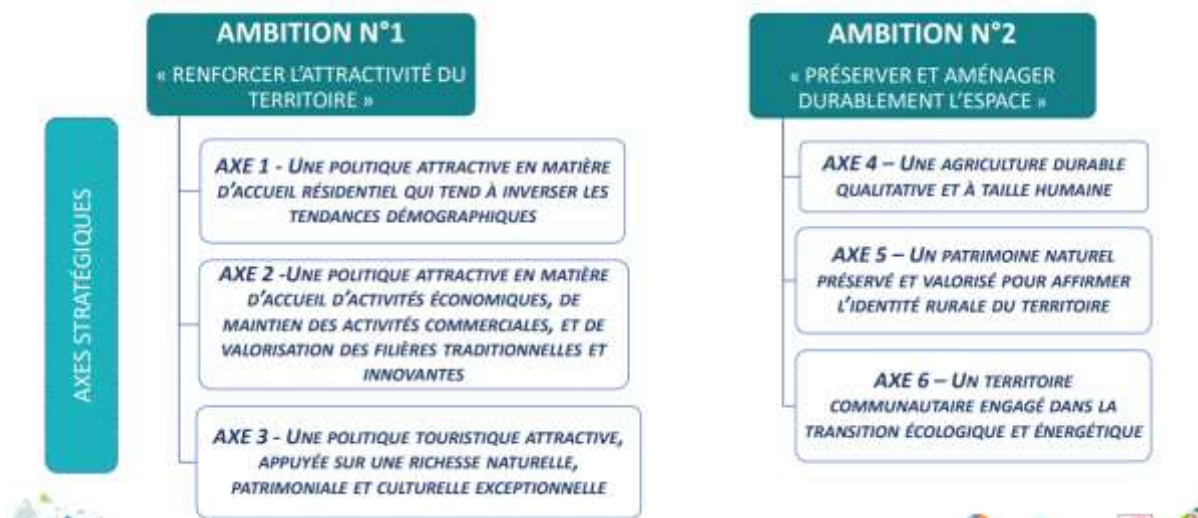 AMBITION N°1
« RENFORCER L'ATTRACTIVITÉ DU
TERRITOIRE »
AXE 1 - UNE POLITIQUE ATTRACTIVE EN MATIÈRE
D'ACCUEIL RÉSIDENTIEL QUI TEND À INVERSER LES
TENDANCES DÉMOGRAPHIQUES
AXE 2 -UNE POLITIQUE ATTRACTIVE EN MATIÈRE
D'ACCUEIL D'ACTIVITÉS ÉCONOMIQUES, DE
MAINTIEN DES ACTIVITÉS COMMERCIALES, ET DE
VALORISATION DES FILIÈRES TRADITIONNELLES ET
INNOVANTES
AXE 3 - UNE POLITIQUE TOURISTIQUE ATTRACTIVE,
APPUYÉE SUR UNE RICHESSE NATURELLE,
PATRIMONIALE ET CULTURELLE EXCEPTIONNELLE
AMBITION N°2
« PRÉSERVER ET AMÉNAGER
DURABLEMENT L'ESPACE »
AXE 4 – UNE AGRICULTURE DURABLE
QUALITATIVE ET À TAILLE HUMAINE
AXE 5 – UN PATRIMOINE NATUREL
PRÉSERVÉ ET VALORISÉ POUR AFFIRMER
L'IDENTITÉ RURALE DU TERRITOIRE
AXE 6 – UN TERRITOIRE
COMMUNAUTAIRE ENGAGÉ DANS LA
TRANSITION ÉCOLOGIQUE ET ÉNERGÉTIQUE
AXES STRATÉGIQUES